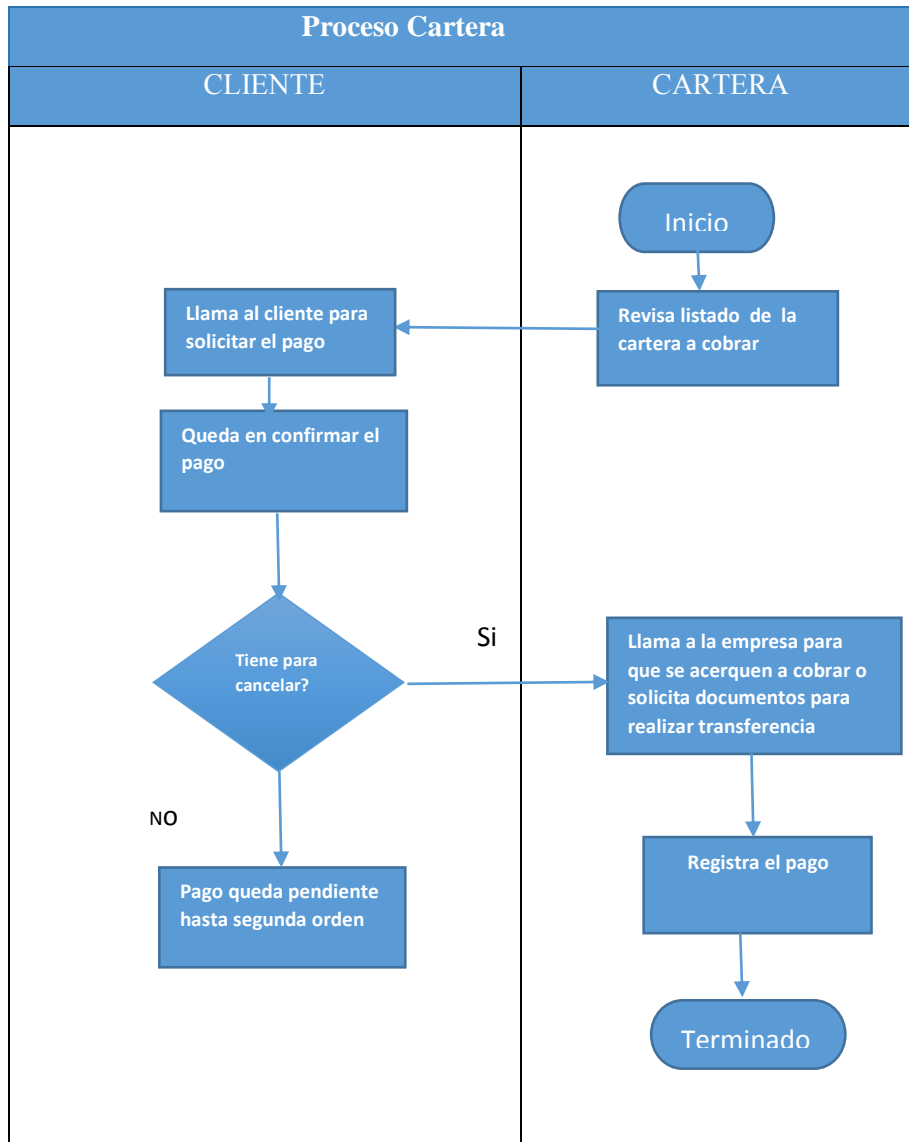 Proceso Cartera
CLIENTE
CARTERA
Inicio
Revisa listado de la
cartera a cobrar
Llama al cliente para
solicitar el pago
Queda en confirmar el
pago
Tiene para
cancelar?
Si
Llama a la empresa para
que se acerquen a cobrar o
solicita documentos para
realizar transferencia
NO
Pago queda pendiente
hasta segunda orden
Registra el pago
Terminado